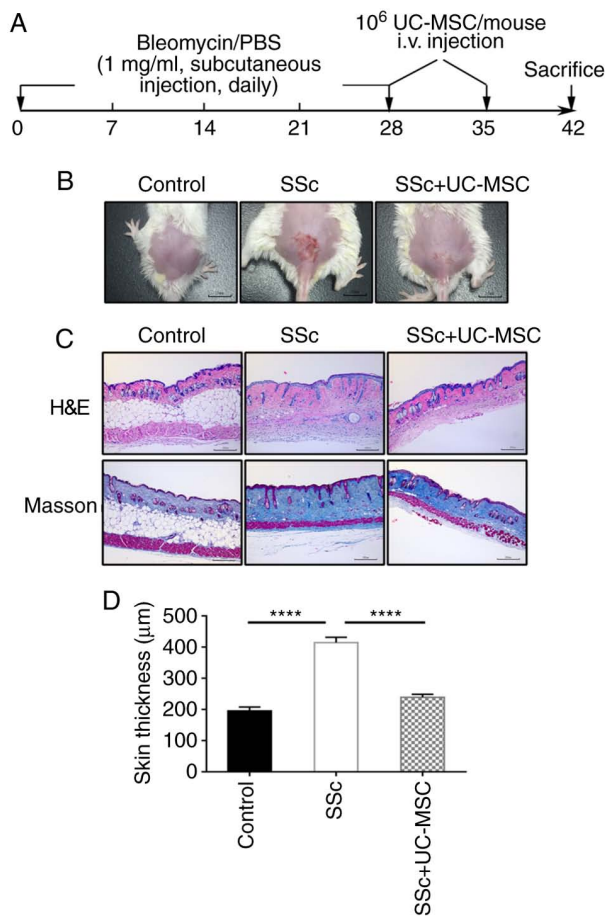 A
Bleomycin/PBS
(1 mg/ml, subcutaneous
injection, daily)
10⁶ UC-MSC/mouse
i.v. injection
Sacrifice
0 7 14 21 28 35 42
B
Control SSc SSc+UC-MSC
C
Control SSc SSc+UC-MSC
H&E
Masson
D
Skin thickness (μm)
500
400
300
200
100
0
**** ****
Control
SSc
SSc+UC-MSC